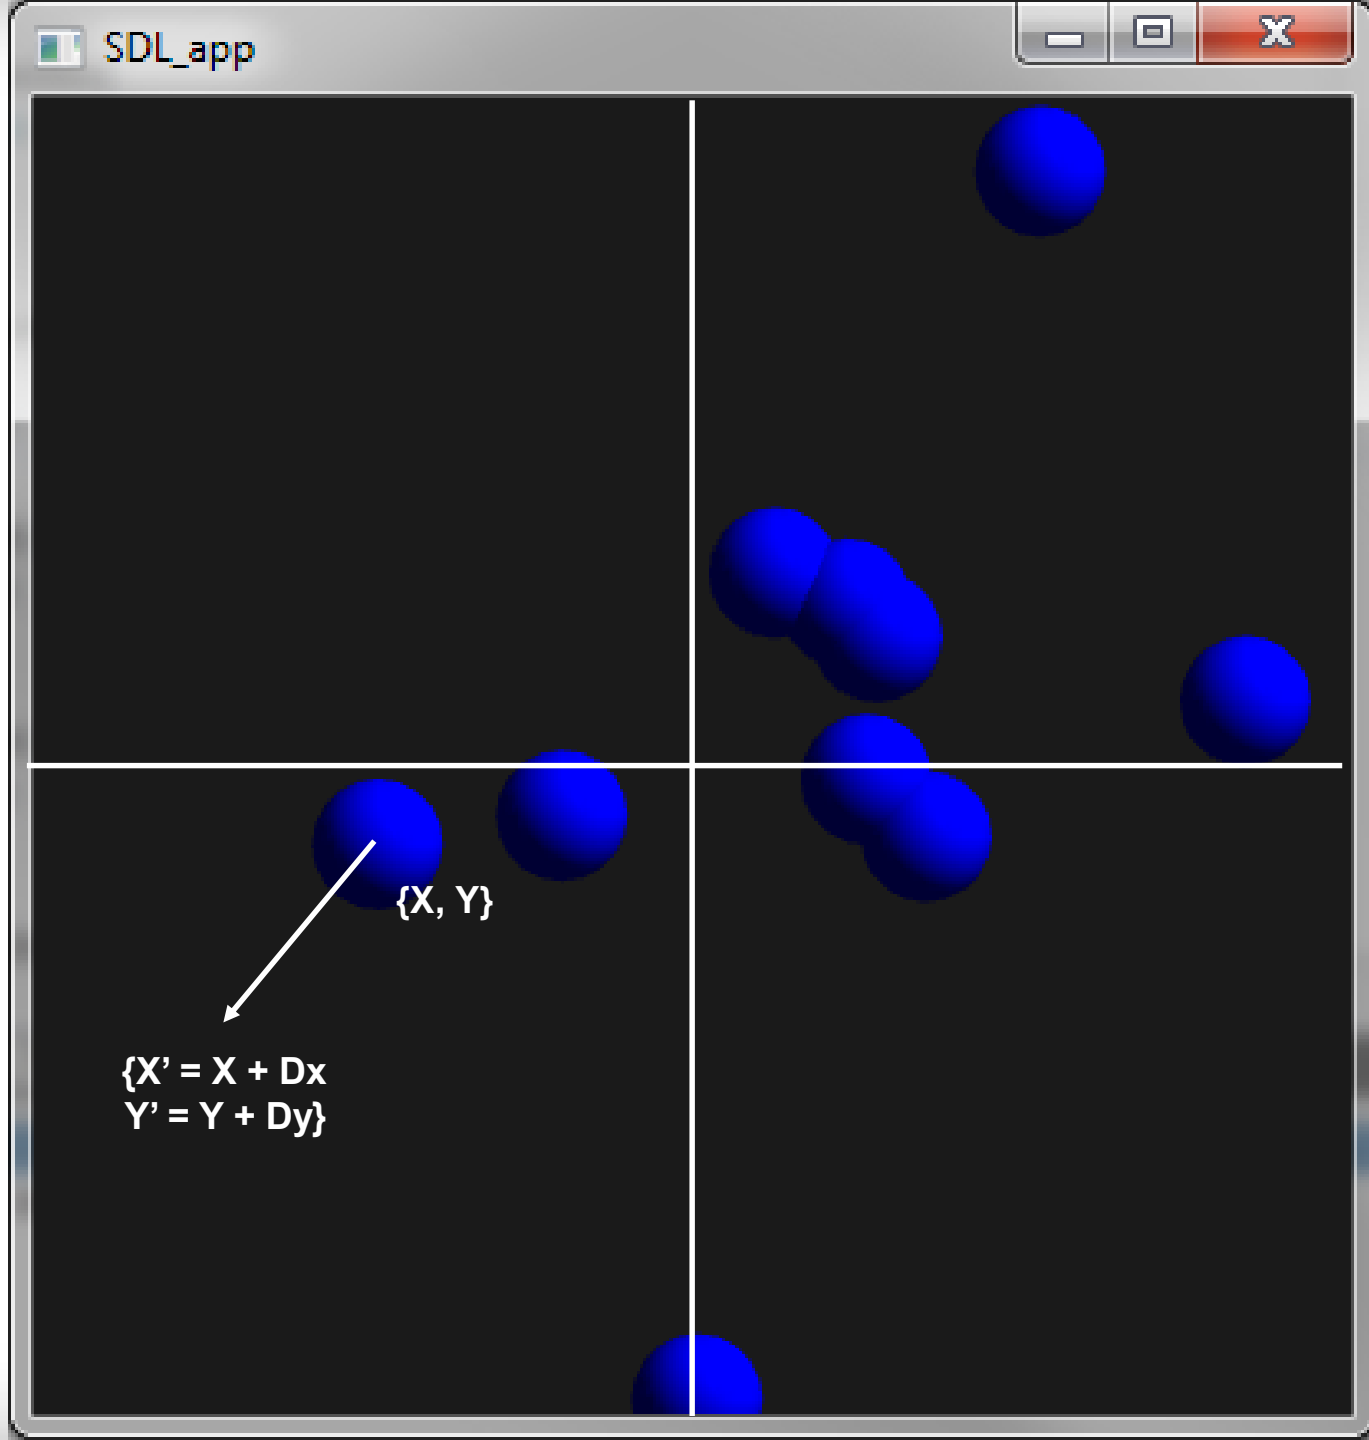 SDL_app
{X, Y}
{X’ = X + Dx
Y’ = Y + Dy}